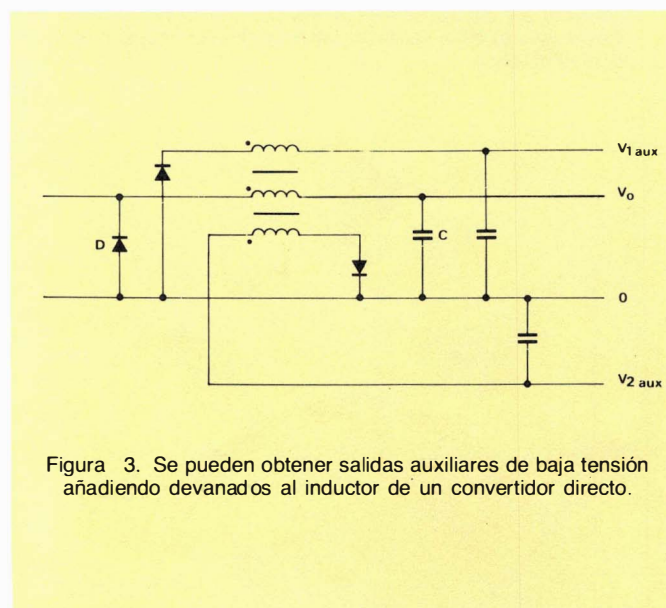 V1 aux
Vo
D
C
0
V2 aux
Figura 3. Se pueden obtener salidas auxiliares de baja tensión
añadiendo devanados al inductor de un convertidor directo.